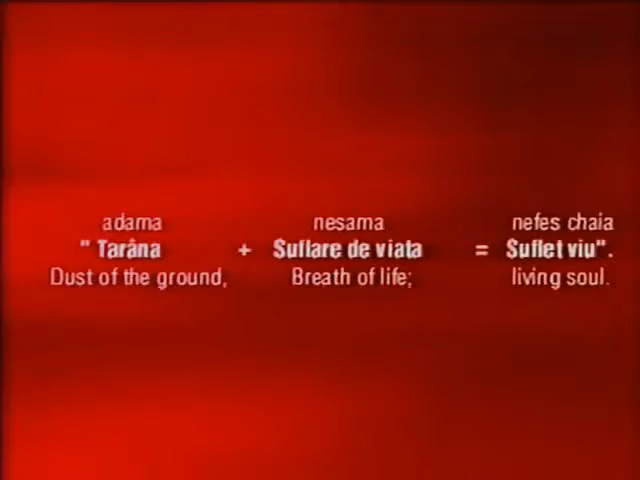 adama nesama nefes chaia
" Tarâna + Suflare de viata = Suflet viu".
Dust of the ground, Breath of life; living soul.